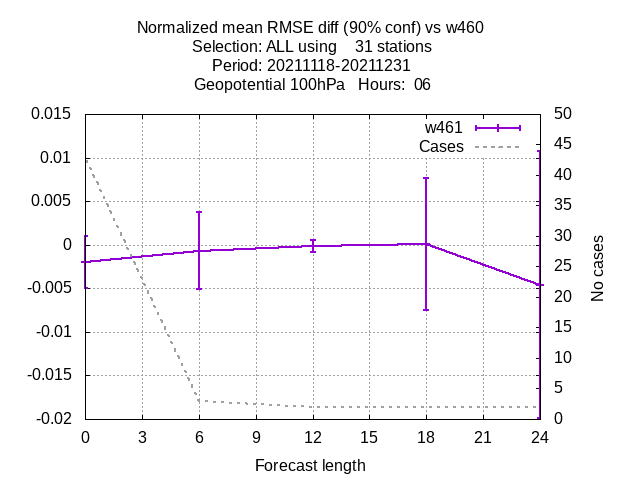 Normalized mean RMSE diff (90% conf) vs w460
Selection: ALL using    31 stations
Period: 20211118-20211231
Geopotential 100hPa   Hours:  06
w461
Cases
0.015
0.01
0.005
0
-0.005
-0.01
-0.015
-0.02
50
45
40
35
30
25
20
15
10
5
0
No cases
0 3 6 9 12 15 18 21 24
Forecast length